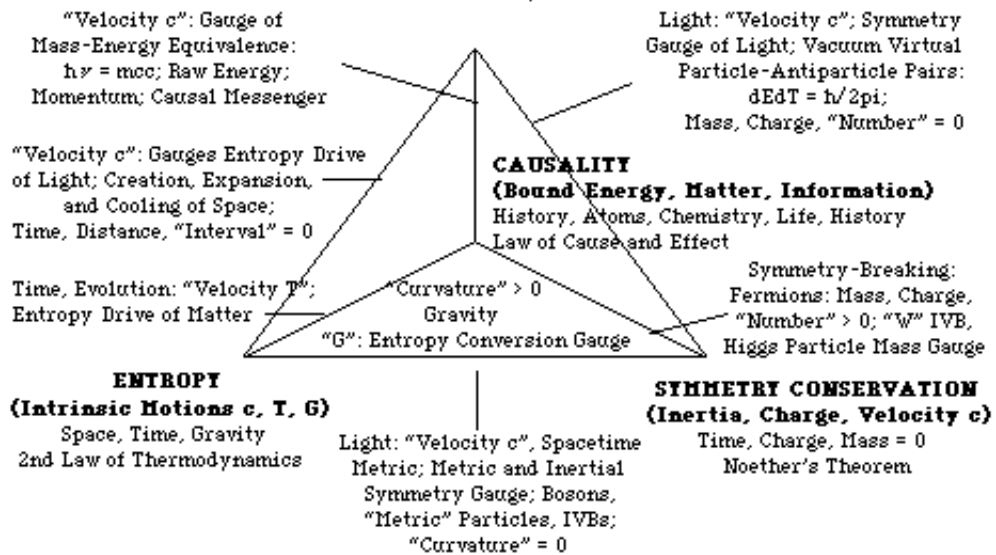 "Velocity c": Gauge of
Mass-Energy Equivalence:
hν = mcc; Raw Energy;
Momentum; Causal Messenger
Light: "Velocity c"; Symmetry
Gauge of Light; Vacuum Virtual
Particle-Antiparticle Pairs:
dEdT = h/2pi;
Mass, Charge, "Number" = 0
"Velocity c": Gauges Entropy Drive
of Light; Creation, Expansion,
and Cooling of Space;
Time, Distance, "Interval" = 0
CAUSALITY
(Bound Energy, Matter, Information)
History, Atoms, Chemistry, Life, History
Law of Cause and Effect
Time, Evolution: "Velocity T";
Entropy Drive of Matter
"Curvature" > 0
Gravity
"G": Entropy Conversion Gauge
Symmetry-Breaking:
Fermions: Mass, Charge,
"Number" > 0; "W" IVB,
Higgs Particle Mass Gauge
ENTROPY
(Intrinsic Motions c, T, G)
Space, Time, Gravity
2nd Law of Thermodynamics
SYMMETRY CONSERVATION
(Inertia, Charge, Velocity c)
Time, Charge, Mass = 0
Noether's Theorem
Light: "Velocity c", Spacetime
Metric; Metric and Inertial
Symmetry Gauge; Bosons,
"Metric" Particles, IVBs;
"Curvature" = 0